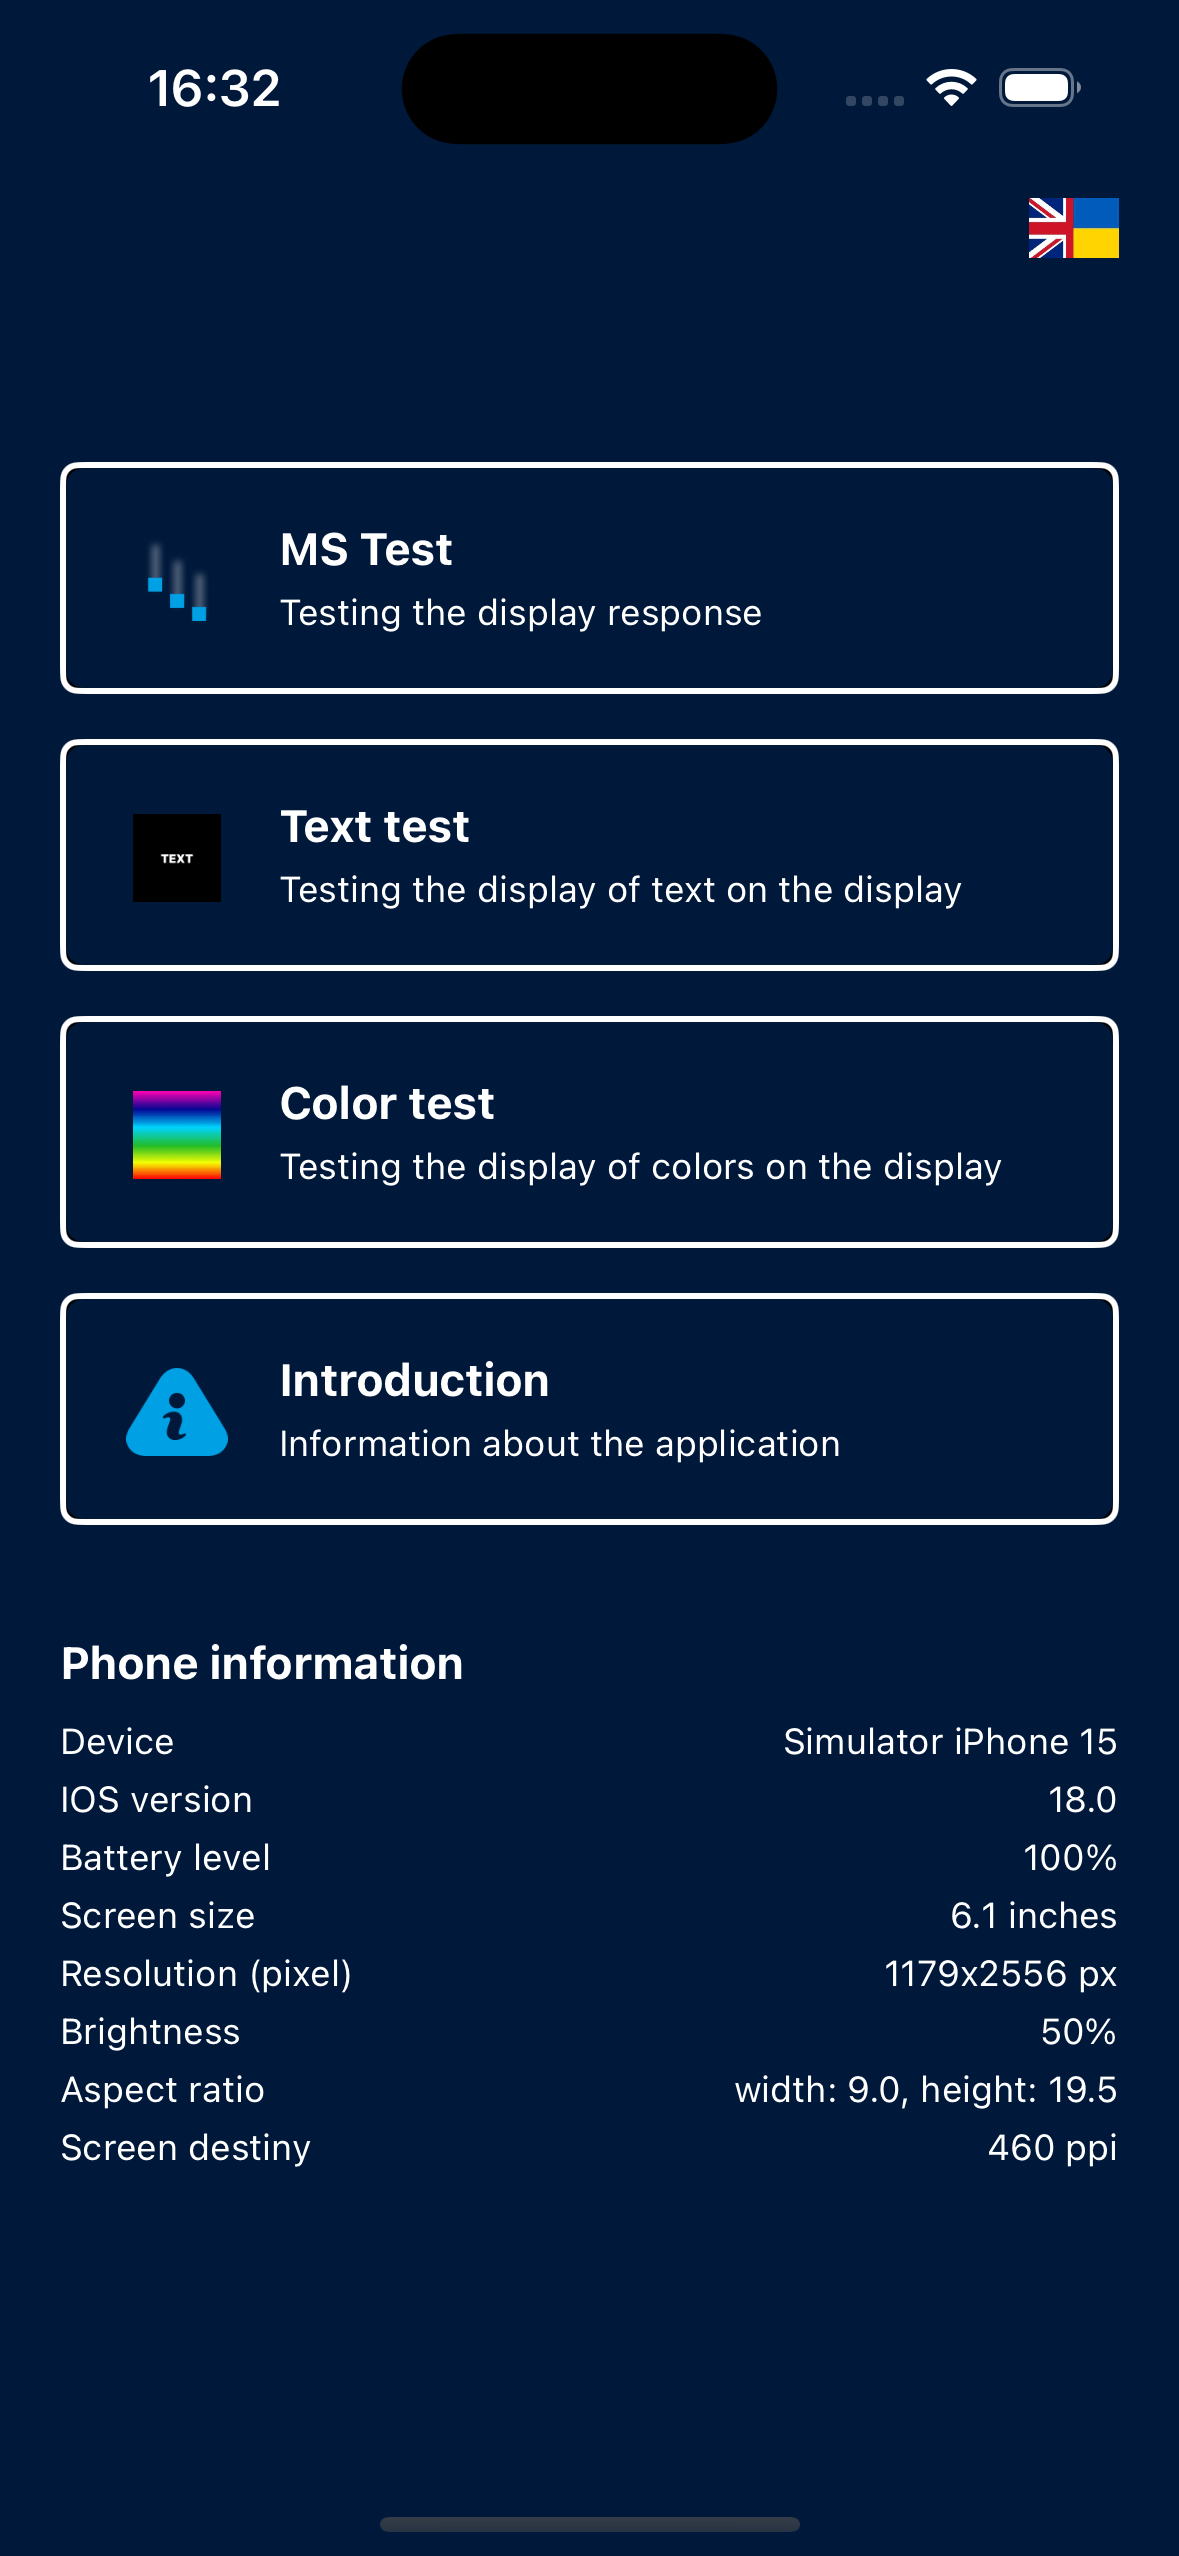 16:32
MS Test
Testing the display response
TEXT
Text test
Testing the display of text on the display
Color test
Testing the display of colors on the display
Introduction
Information about the application
Phone information
Device Simulator iPhone 15
IOS version 18.0
Battery level 100%
Screen size 6.1 inches
Resolution (pixel) 1179x2556 px
Brightness 50%
Aspect ratio width: 9.0, height: 19.5
Screen destiny 460 ppi